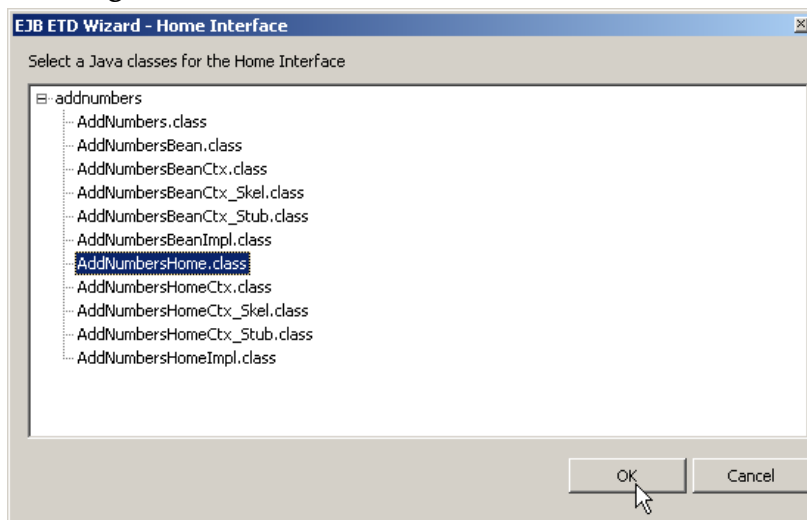 EJB ETD Wizard - Home Interface
Select a Java classes for the Home Interface
addnumbers
AddNumbers.class
AddNumbersBean.class
AddNumbersBeanCtx.class
AddNumbersBeanCtx_Skel.class
AddNumbersBeanCtx_Stub.class
AddNumbersBeanImpl.class
AddNumbersHome.class
AddNumbersHomeCtx.class
AddNumbersHomeCtx_Skel.class
AddNumbersHomeCtx_Stub.class
AddNumbersHomeImpl.class
OK Cancel